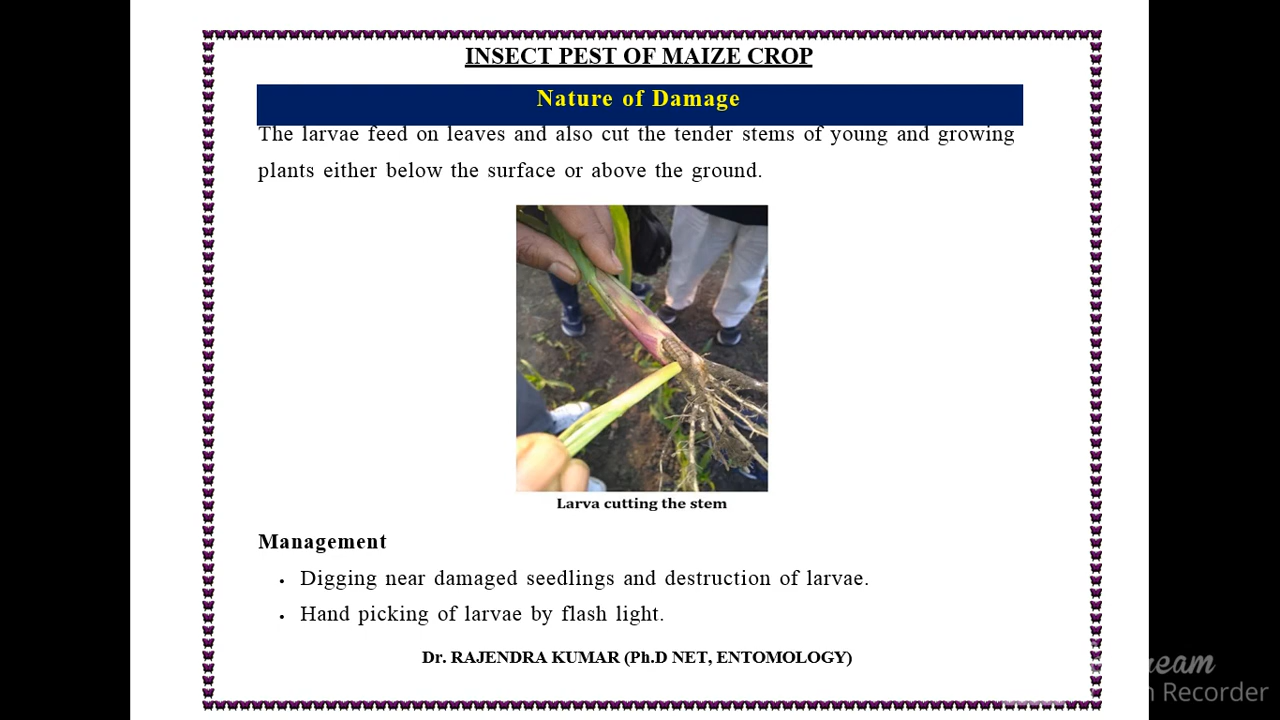 INSECT PEST OF MAIZE CROP
Nature of Damage
The larvae feed on leaves and also cut the tender stems of young and growing
plants either below the surface or above the ground.
Larva cutting the stem
Management
• Digging near damaged seedlings and destruction of larvae.
• Hand picking of larvae by flash light.
Dr. RAJENDRA KUMAR (Ph.D NET, ENTOMOLOGY)
Recorder